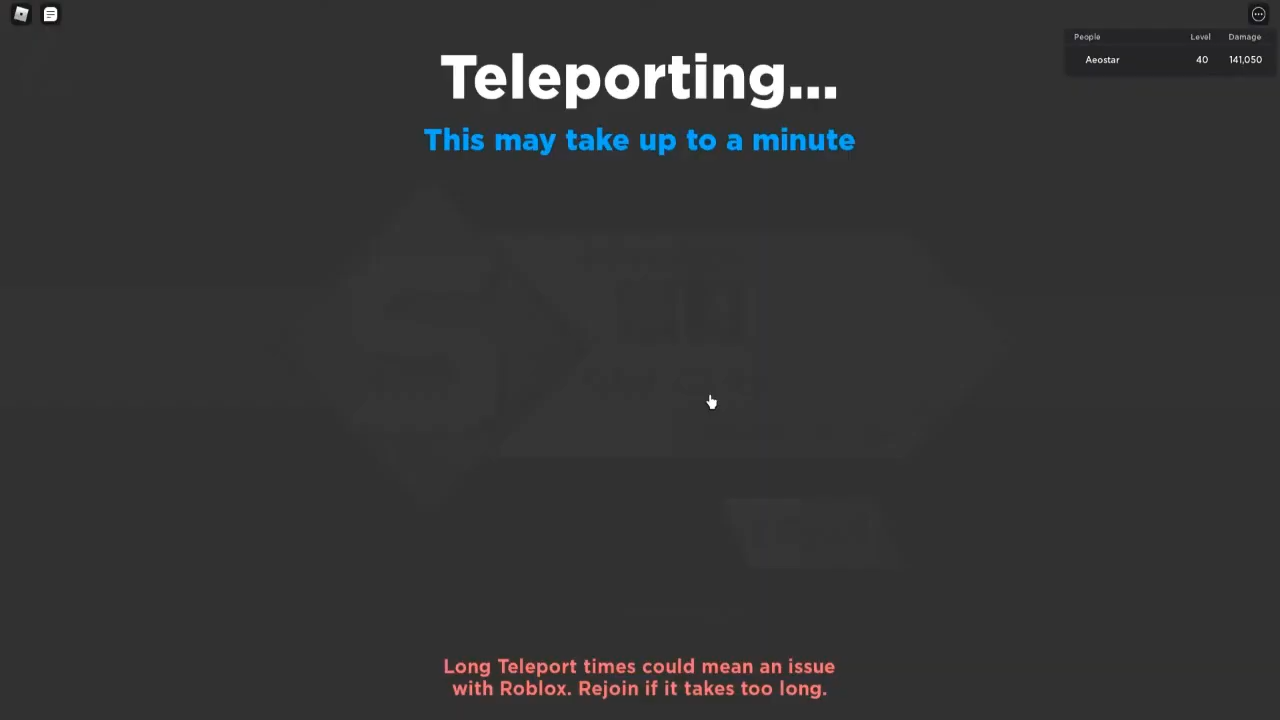 People Level Damage
Aeostar 40 141,050
Teleporting...
This may take up to a minute
Long Teleport times could mean an issue
with Roblox. Rejoin if it takes too long.